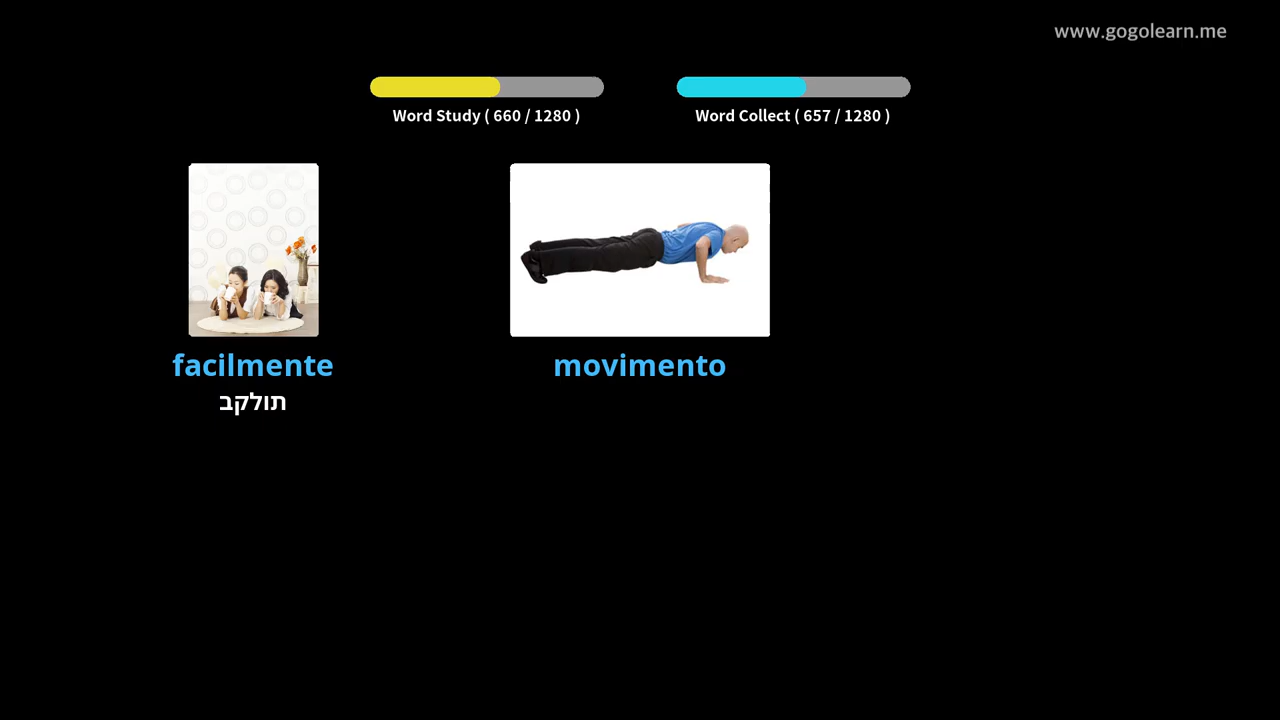 www.gogolearn.me
Word Study ( 660 / 1280 )
Word Collect ( 657 / 1280 )
facilmente
תולקב
movimento